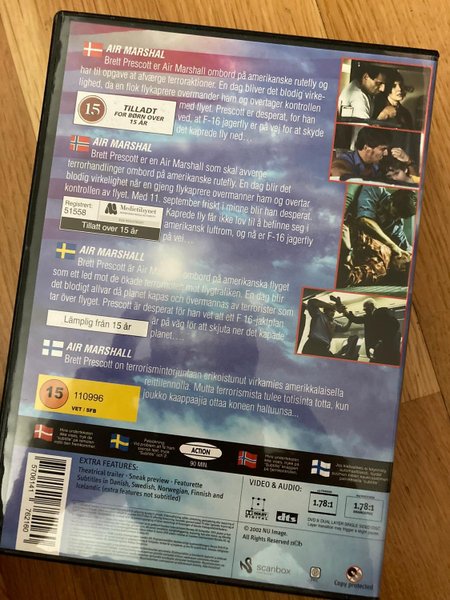 AIR MARSHAL
Brett Prescott er Air Marshall ombord på amerikanske rutefly og
har til opgave at afværge terroraktioner. En dag bliver det blodig virke-
lighed, da en flok flykaprere overmander ham og overtager kontrollen
med flyet. Prescott er desperat, for han
ved, at F-16 jagerfly er på vej for at skyde
det kaprede fly ned ...
15
TILLADT
FOR BØRN OVER
15 ÅR
AIR MARSHAL
Brett Prescott er en Air Marshall som skal avverge
terrorhandlinger ombord på amerikanske rutefly. En dag blir det
blodig virkelighet når en gjeng flykaprere overmanner ham og overtar
kontrollen av flyet. Med 11. september friskt i minne blir han desperat.
Kaprede fly får ikke lov til å befinne seg i
amerikansk luftrom, og nå er F-16 jagerfly
på vei...
Registrert:
51558
Medietilsynet
Tillatt over 15 år
AIR MARSHALL
Brett Prescott är Air Marshall ombord på amerikanska flyget
som ett led mot de ökade terrorhoten mot flygtrafiken. En dag blir
det blodigt allvar då planet kapas och övermannas av terrorister som
tar över flyget. Prescott är desperat för han vet att ett F-16-jaktplan
är på väg för att skjuta ner det kapade
planet...
Lämplig från 15 år
AIR MARSHALL
Brett Prescott on terrorismintorjuntaan erikoistunut virkamies amerikkalaisella
reittilennolla. Mutta terrorismista tulee totisinta totta, kun
joukko kaappaajia ottaa koneen haltuunsa...
15
110996
VET / SFB
ACTION
90 MIN
EXTRA FEATURES:
Theatrical trailer · Sneak preview · Featurette
Subtitles in Danish, Swedish, Norwegian, Finnish and
Icelandic (extra features not subtitled)
VIDEO & AUDIO:
DOLBY
DIGITAL
dts
1.78:1
1.78:1
© 2002 NU Image.
All Rights Reserved
scanbox
Copy protected